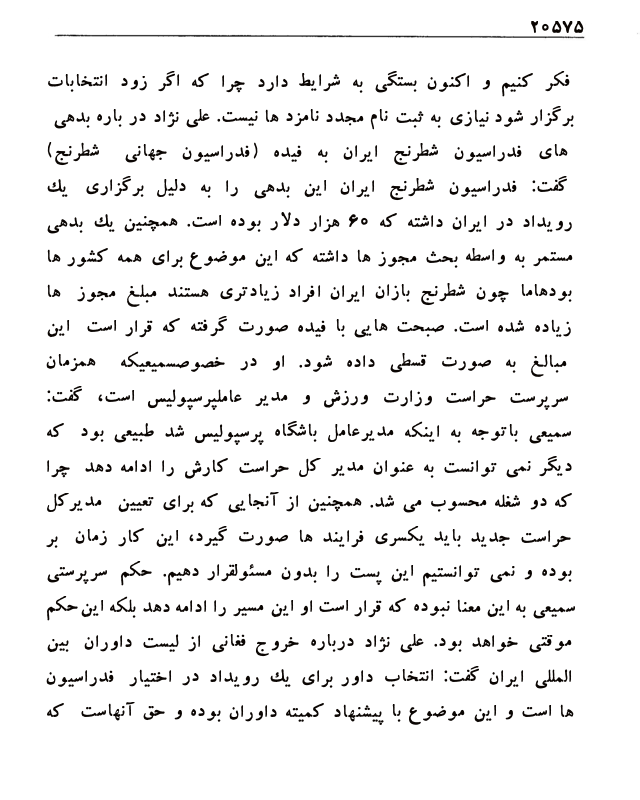 ۲۰۵۷۵
فکر کنیم و اکنون بستگی به شرایط دارد چرا که اگر زود انتخابات
برگزار شود نیازی به ثبت نام مجدد نامزد ها نیست. علی نژاد در باره بدهی
های فدراسیون شطرنج ایران به فیده (فدراسیون جهانی شطرنج)
گفت: فدراسیون شطرنج ایران این بدهی را به دلیل برگزاری یك
رویداد در ایران داشته که ۶۰ هزار دلار بوده است. همچنین یك بدهی
مستمر به واسطه بحث مجوز ها داشته که این موضوع برای همه کشور ها
بودهاما چون شطرنج بازان ایران افراد زیادتری هستند مبلغ مجوز ها
زیاده شده است. صبحت هایی با فیده صورت گرفته که قرار است این
مبالغ به صورت قسطی داده شود. او در خصوصسمیعیکه همزمان
سرپرست حراست وزارت ورزش و مدیر عاملپرسپولیس است، گفت:
سمیعی باتوجه به اینکه مدیرعامل باشگاه پرسپولیس شد طبیعی بود که
دیگر نمی توانست به عنوان مدیر کل حراست کارش را ادامه دهد چرا
که دو شغله محسوب می شد. همچنین از آنجایی که برای تعیین مدیرکل
حراست جدید باید یکسری فرایند ها صورت گیرد، این کار زمان بر
بوده و نمی توانستیم این پست را بدون مسئولقرار دهیم. حکم سرپرستی
سمیعی به این معنا نبوده که قرار است او این مسیر را ادامه دهد بلکه این حکم
موقتی خواهد بود. علی نژاد درباره خروج فغانی از لیست داوران بین
المللی ایران گفت: انتخاب داور برای یك رویداد در اختیار فدراسیون
ها است و این موضوع با پیشنهاد کمیته داوران بوده و حق آنهاست که